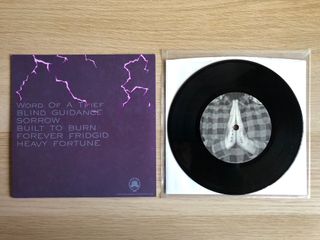 WORD OF A THIEF
BLIND GUIDANCE
SORROW
BUILT TO BURN
FOREVER FRIDGID
HEAVY FORTUNE